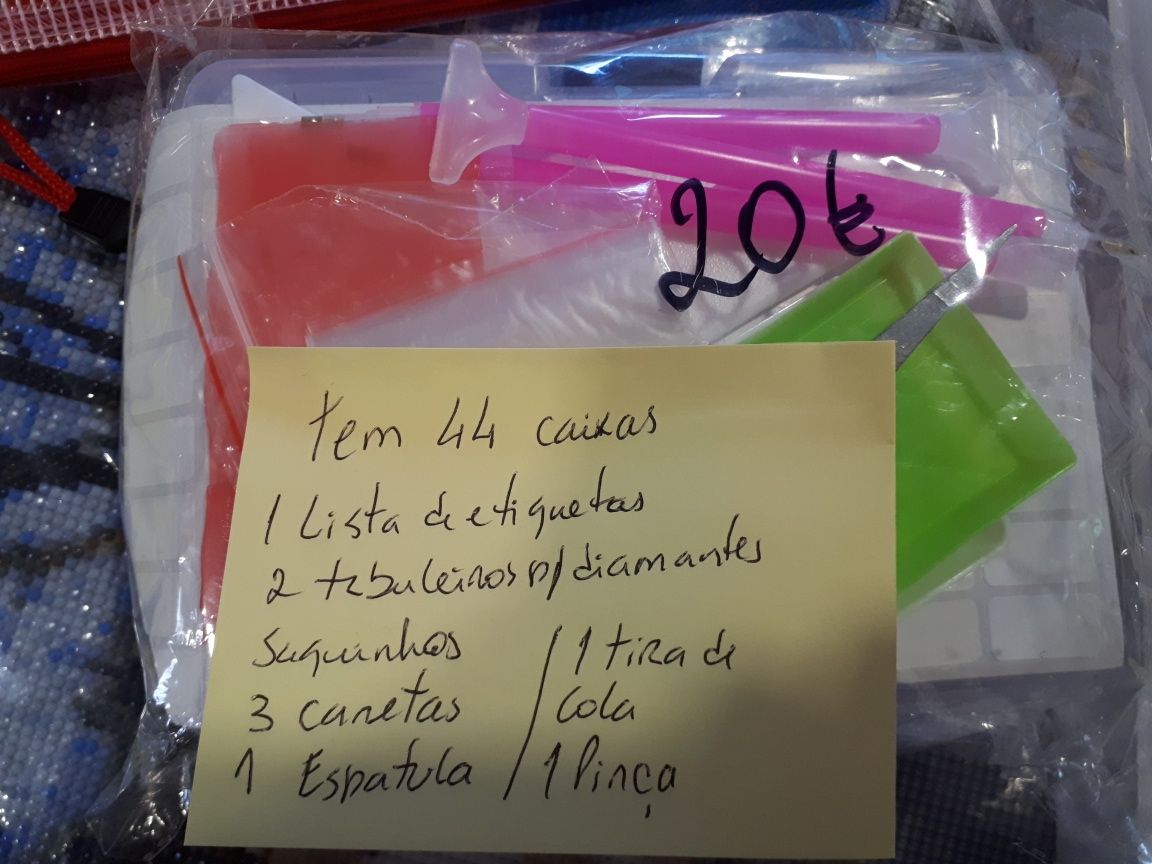 20€
Tem 44 caixas
1 Lista de etiquetas
2 tabuleiros p/diamantes
Saquinhos / 1 tira de
3 canetas / Cola
1 Espatula / 1 Pinça